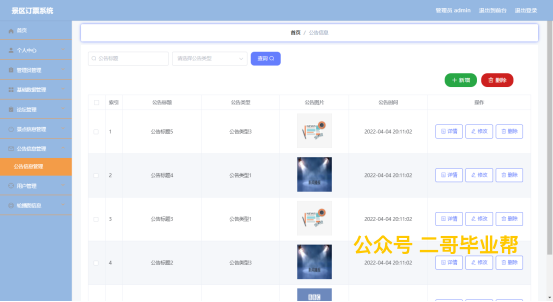 景区订票系统
管理员 admin 退出到前台 退出登录
首页
个人中心
管理员管理
基础数据管理
论坛管理
景点信息管理
公告信息管理
公告信息管理
用户管理
轮播图信息
首页 / 公告信息
公告标题 请选择公告类型 查询
+ 新增 删除
索引 公告标题 公告类型 公告图片 公告时间 操作
1 公告标题5 公告类型3 2022-04-04 20:11:02 详情 修改 删除
2 公告标题4 公告类型1 2022-04-04 20:11:02 详情 修改 删除
3 公告标题3 公告类型1 2022-04-04 20:11:02 详情 修改 删除
公众号 二哥毕业帮
4 公告标题2 公告类型2 2022-04-04 20:11:02 详情 修改 删除